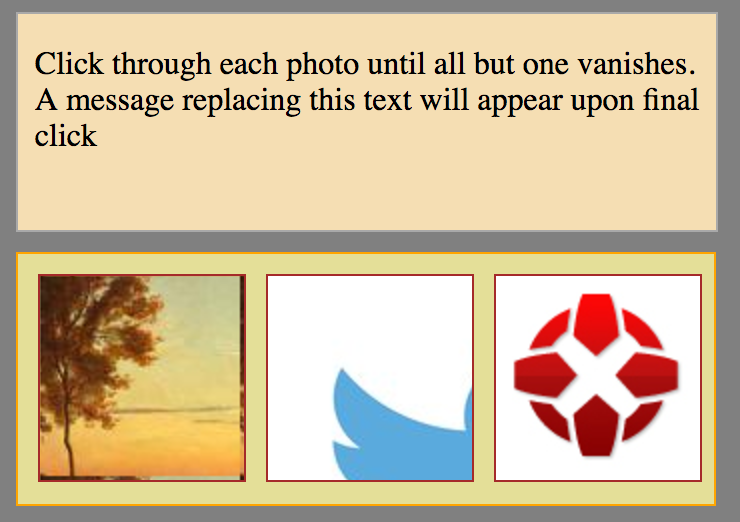 Click through each photo until all but one vanishes.
A message replacing this text will appear upon final
click